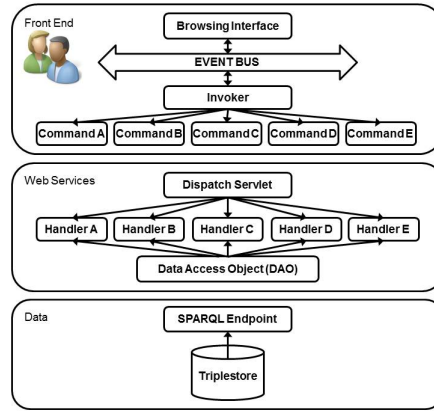 Front End
Browsing Interface
EVENT BUS
Invoker
Command A Command B Command C Command D Command E
Web Services
Dispatch Servlet
Handler A Handler B Handler C Handler D Handler E
Data Access Object (DAO)
Data
SPARQL Endpoint
Triplestore